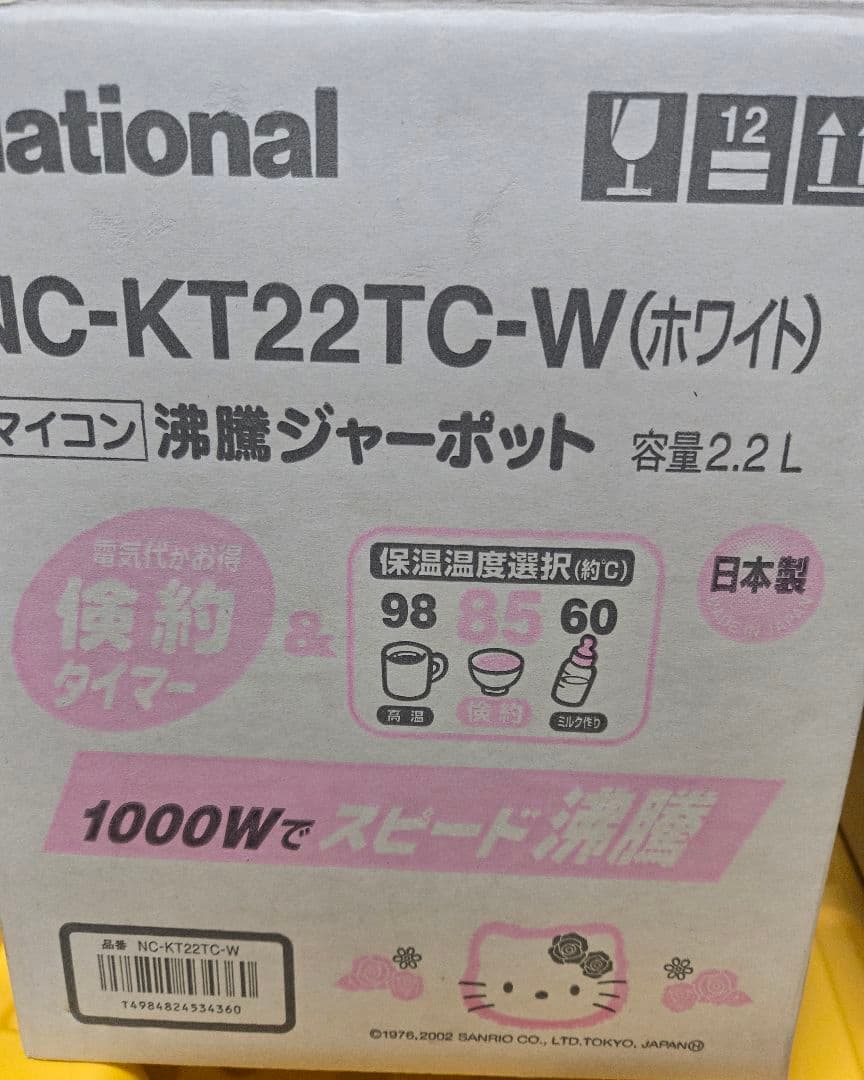 national
12
NC-KT22TC-W(ホワイト)
マイコン 沸騰ジャーポット 容量2.2L
電気代がお得
倹約
タイマー
&
保温温度選択(約℃)
98 85 60
高温 倹約 ミルク作り
日本製
MADE IN JAPAN
1000Wでスピード沸騰
品番 NC-KT22TC-W
T4984824534360
©1976,2002 SANRIO CO., LTD.TOKYO, JAPAN Ⓗ